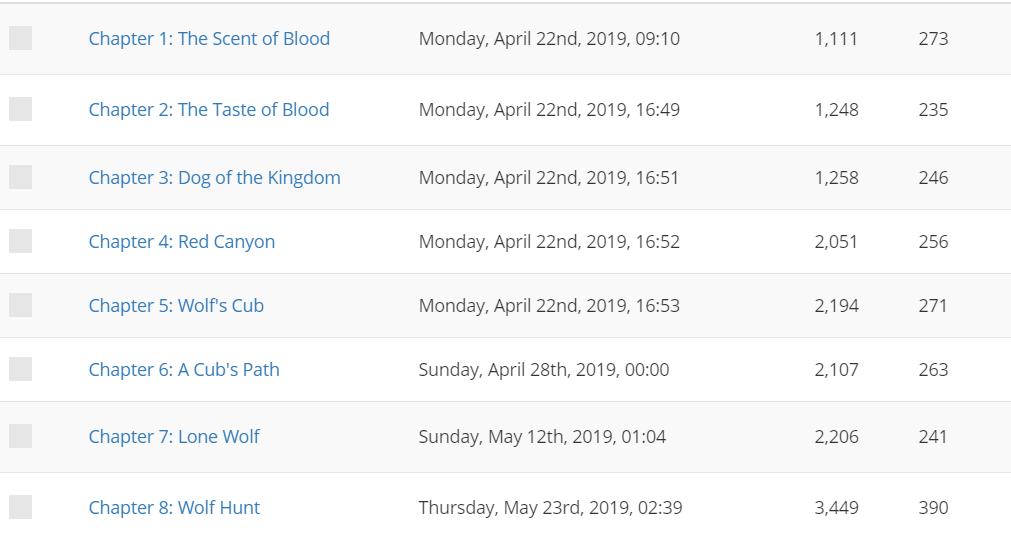 Chapter 1: The Scent of Blood Monday, April 22nd, 2019, 09:10 1,111 273
Chapter 2: The Taste of Blood Monday, April 22nd, 2019, 16:49 1,248 235
Chapter 3: Dog of the Kingdom Monday, April 22nd, 2019, 16:51 1,258 246
Chapter 4: Red Canyon Monday, April 22nd, 2019, 16:52 2,051 256
Chapter 5: Wolf's Cub Monday, April 22nd, 2019, 16:53 2,194 271
Chapter 6: A Cub's Path Sunday, April 28th, 2019, 00:00 2,107 263
Chapter 7: Lone Wolf Sunday, May 12th, 2019, 01:04 2,206 241
Chapter 8: Wolf Hunt Thursday, May 23rd, 2019, 02:39 3,449 390